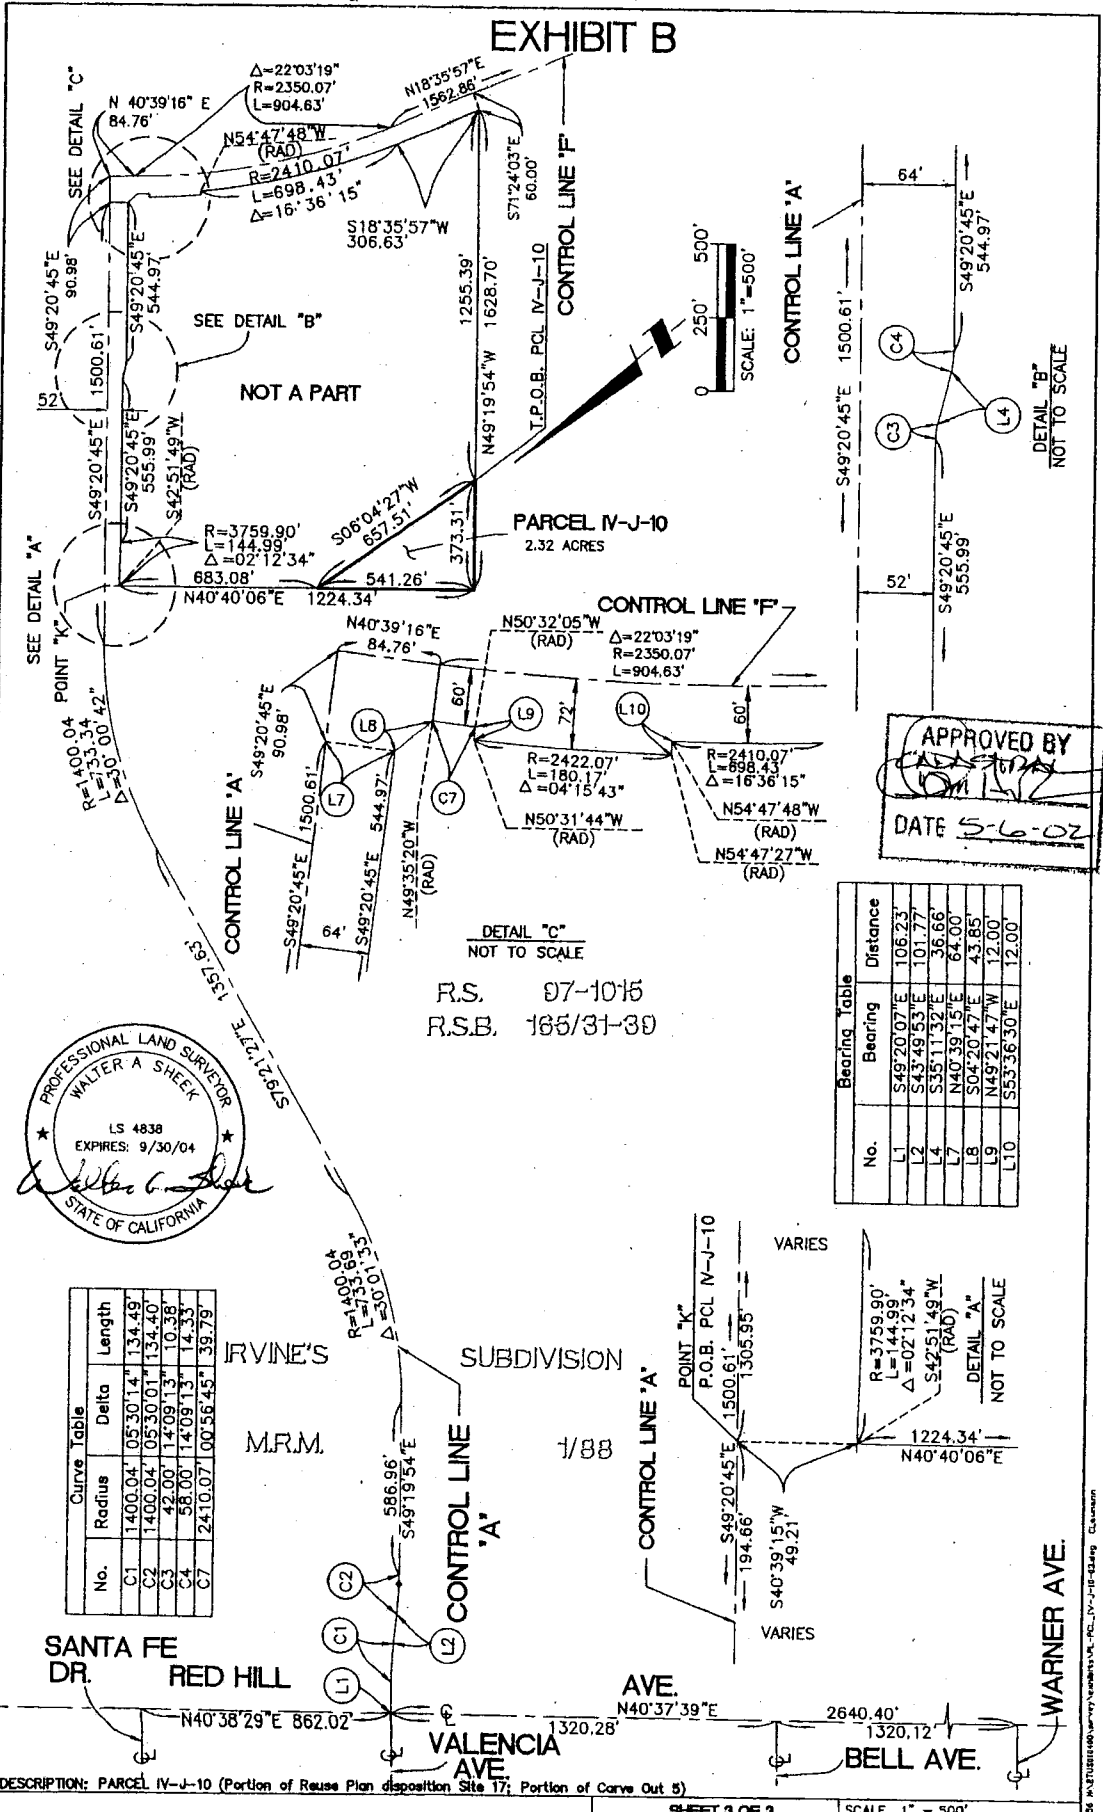 EXHIBIT B
SEE DETAIL "C"
N 40°39'16" E
84.76'
Δ=22°03'19"
R=2350.07'
L=904.63'
N18°35'57"E
1562.86'
N54°47'48"W
(RAD)
R=2410.07'
L=698.43'
Δ=16°36'15"
S18°35'57"W
306.63'
S71°24'03"E
60.00'
CONTROL LINE "F"
S49°20'45"E
90.98'
S49°20'45"E
544.97'
SEE DETAIL "B"
NOT A PART
52'
S49°20'45"E 1500.61'
S49°20'45"E
555.99'
S42°51'49"W
(RAD)
1255.39'
N49°19'54"W 1628.70'
T.P.O.B. PCL IV-J-10
0 250' 500'
SCALE: 1"=500'
SEE DETAIL "A"
POINT "K"
R=3759.90'
L=144.99'
Δ=02°12'34"
683.08'
N40°40'06"E 1224.34'
541.26'
S06°04'27"W
657.51'
373.31'
PARCEL IV-J-10
2.32 ACRES
CONTROL LINE "A"
64'
S49°20'45"E
544.97'
S49°20'45"E 1500.61'
C4
C3
L4
S49°20'45"E
555.99'
52'
DETAIL "B"
NOT TO SCALE
CONTROL LINE "F"
N40°39'16"E
84.76'
N50°32'05"W
(RAD)
Δ=22°03'19"
R=2350.07'
L=904.63'
S49°20'45"E
90.98'
60'
72'
60'
L8
L9
L10
L7
C7
R=2422.07'
L=180.17'
Δ=04°15'43"
R=2410.07'
L=698.43'
Δ=16°36'15"
N50°31'44"W
(RAD)
N54°47'48"W
(RAD)
N54°47'27"W
(RAD)
CONTROL LINE "A"
S49°20'45"E 1500.61'
S49°20'45"E 544.97'
N49°35'20"W
(RAD)
64'
DETAIL "C"
NOT TO SCALE
APPROVED BY
DATE 5-6-02
R=1400.04
L=733.34
Δ=30°00'42"
S79°21'27"E 1357.63'
R.S. 97-1015
R.S.B. 165/31-39
PROFESSIONAL LAND SURVEYOR
WALTER A SHEEK
LS 4838
EXPIRES: 9/30/04
STATE OF CALIFORNIA
Bearing Table
No. Bearing Distance
L1 S49°20'07"E 106.23'
L2 S43°49'53"E 101.77'
L4 S35°11'32"E 36.66'
L7 N40°39'15"E 64.00'
L8 S04°20'47"E 43.85'
L9 N49°21'47"W 12.00'
L10 S53°36'30"E 12.00'
R=1400.04
L=733.69
Δ=30°01'33"
Curve Table
No. Radius Delta Length
C1 1400.04' 05°30'14" 134.49'
C2 1400.04' 05°30'01" 134.40'
C3 42.00' 14°09'13" 10.38'
C4 58.00' 14°09'13" 14.33'
C7 2410.07' 00°56'45" 39.79'
IRVINE'S SUBDIVISION
M.R.M. 1/88
586.96'
S49°19'54"E
CONTROL LINE
"A"
C2
C1
L2
L1
POINT "K"
P.O.B. PCL IV-J-10
VARIES
1500.61'
1305.95'
CONTROL LINE "A"
S49°20'45"E
194.66'
S40°39'15"W
49.21'
VARIES
R=3759.90'
L=144.99'
Δ=02°12'34"
S42°51'49"W
(RAD)
DETAIL "A"
NOT TO SCALE
1224.34'
N40°40'06"E
SANTA FE
DR.
RED HILL AVE.
N40°38'29"E 862.02'
N40°37'39"E 2640.40'
1320.28' 1320.12'
VALENCIA
AVE.
BELL AVE.
WARNER AVE.
DESCRIPTION: PARCEL IV-J-10 (Portion of Reuse Plan disposition Site 17; Portion of Carve Out 5)
SCALE 1" = 500'